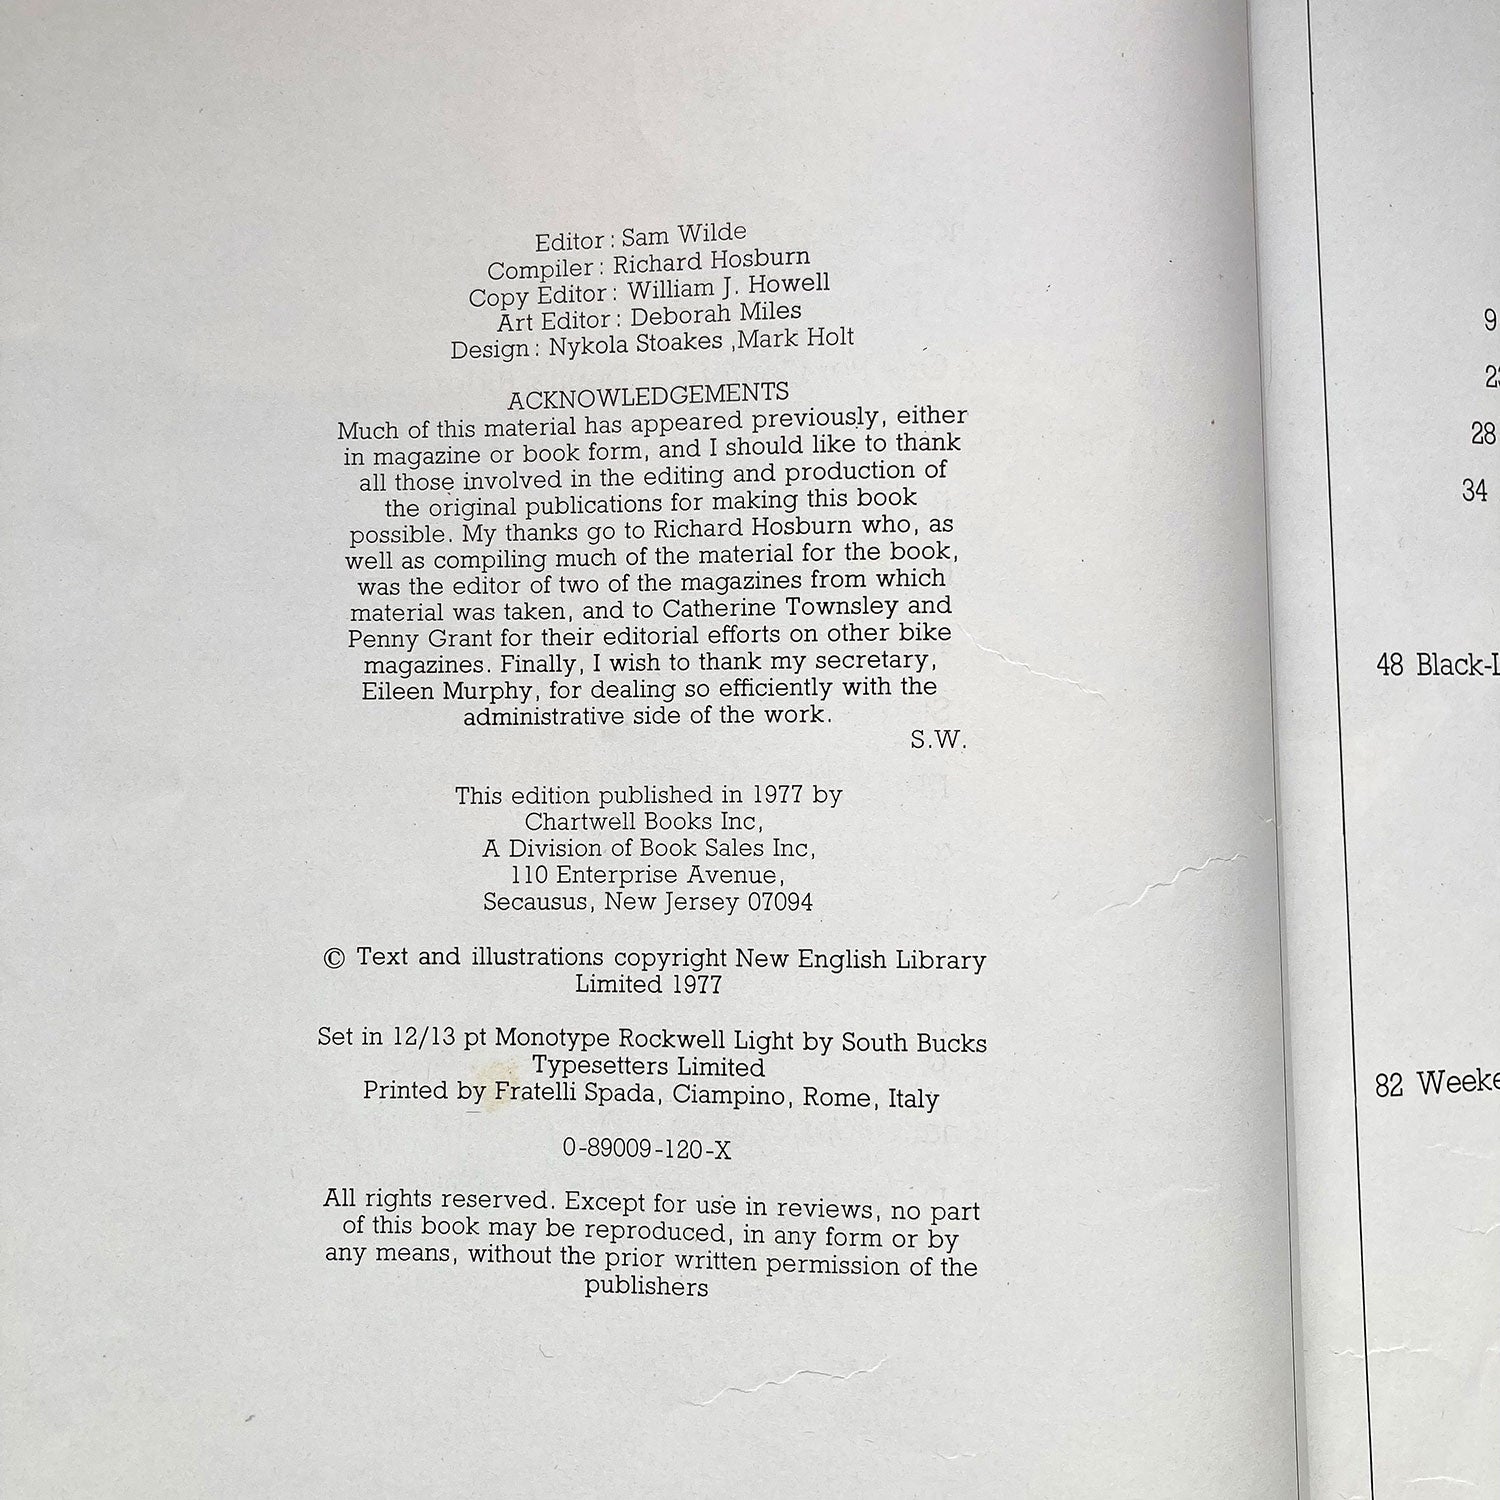 Editor: Sam Wilde
Compiler: Richard Hosburn
Copy Editor: William J. Howell
Art Editor: Deborah Miles
Design: Nykola Stoakes ,Mark Holt
ACKNOWLEDGEMENTS
Much of this material has appeared previously, either
in magazine or book form, and I should like to thank
all those involved in the editing and production of
the original publications for making this book
possible. My thanks go to Richard Hosburn who, as
well as compiling much of the material for the book,
was the editor of two of the magazines from which
material was taken, and to Catherine Townsley and
Penny Grant for their editorial efforts on other bike
magazines. Finally, I wish to thank my secretary,
Eileen Murphy, for dealing so efficiently with the
administrative side of the work.
S.W.
This edition published in 1977 by
Chartwell Books Inc,
A Division of Book Sales Inc,
110 Enterprise Avenue,
Secausus, New Jersey 07094
© Text and illustrations copyright New English Library
Limited 1977
Set in 12/13 pt Monotype Rockwell Light by South Bucks
Typesetters Limited
Printed by Fratelli Spada, Ciampino, Rome, Italy
0-89009-120-X
All rights reserved. Except for use in reviews, no part
of this book may be reproduced, in any form or by
any means, without the prior written permission of the
publishers
9
28
34
48 Black-
82